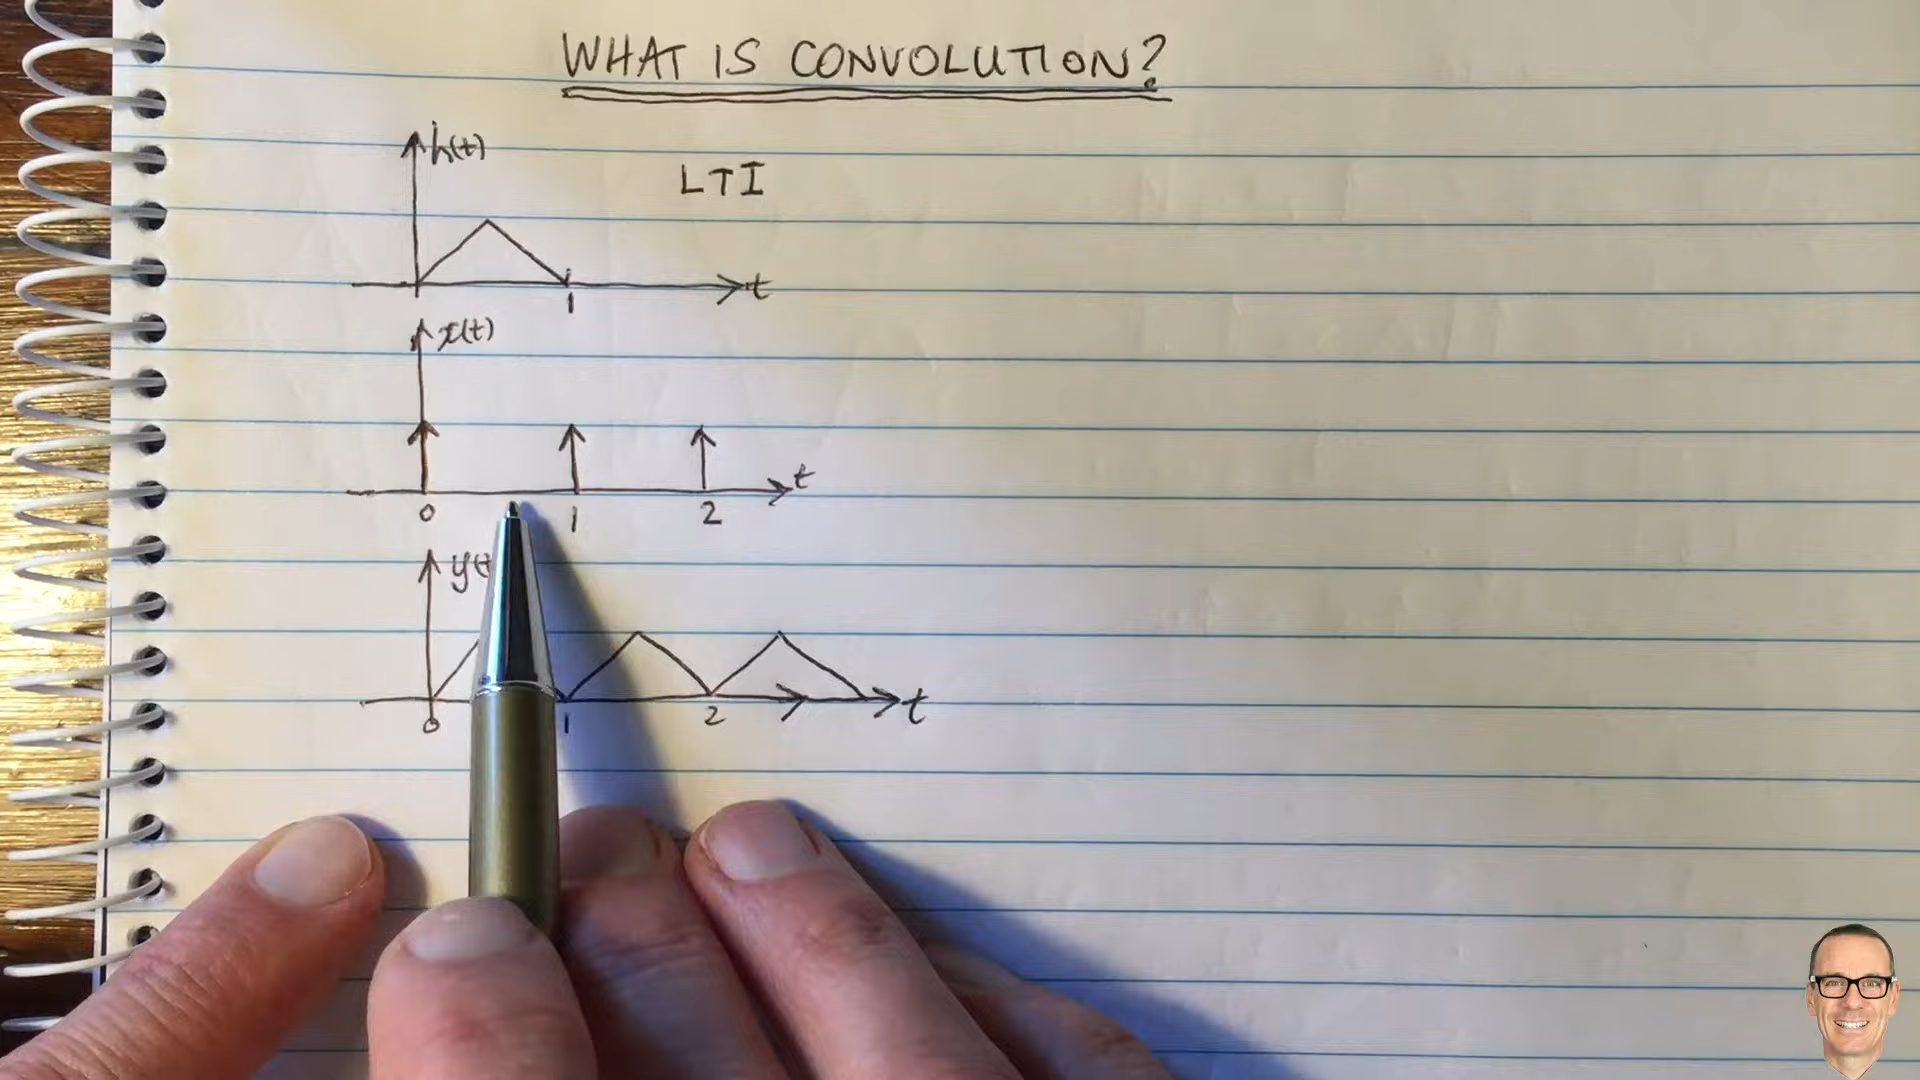 WHAT IS CONVOLUTION?
h(t)
LTI
1
t
x(t)
t
0 1 2
y(t
0 1 2
t